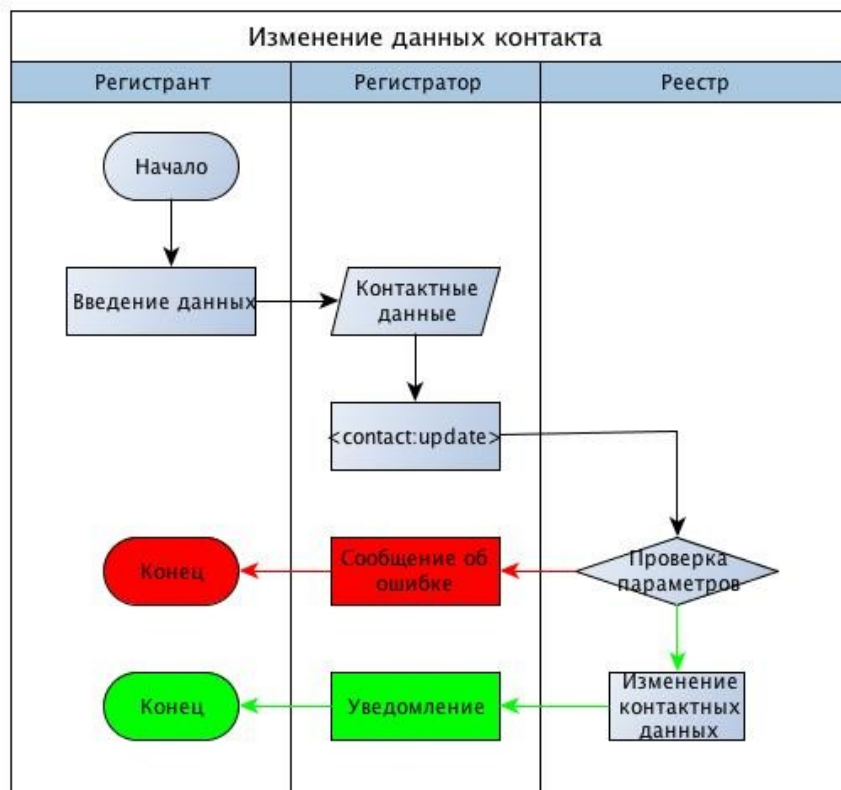 Изменение данных контакта
Регистрант
Регистратор
Реестр
Начало
Введение данных
Контактные
данные
<contact:update>
Проверка
параметров
Сообщение об
ошибке
Конец
Изменение
контактных
данных
Уведомление
Конец